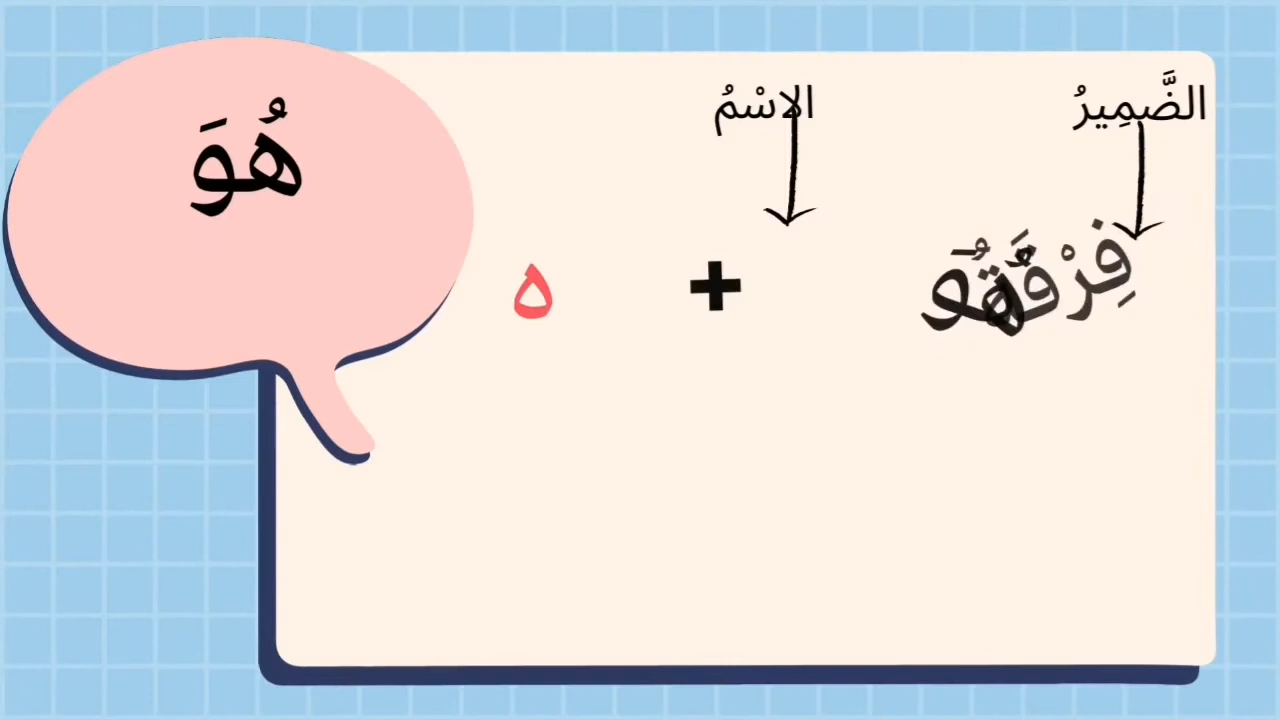 الضَّمِيرُ الاسْمُ
هُوَ
هُوَ + ه